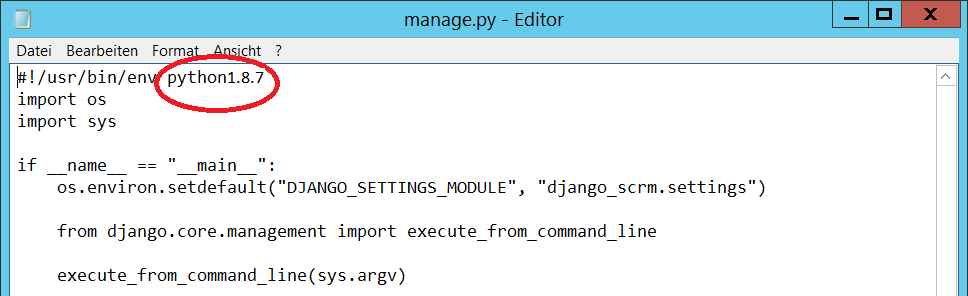 manage.py - Editor
Datei Bearbeiten Format Ansicht ?
#!/usr/bin/env python1.8.7
import os
import sys
if __name__ == "__main__":
    os.environ.setdefault("DJANGO_SETTINGS_MODULE", "django_scrm.settings")
    from django.core.management import execute_from_command_line
    execute_from_command_line(sys.argv)